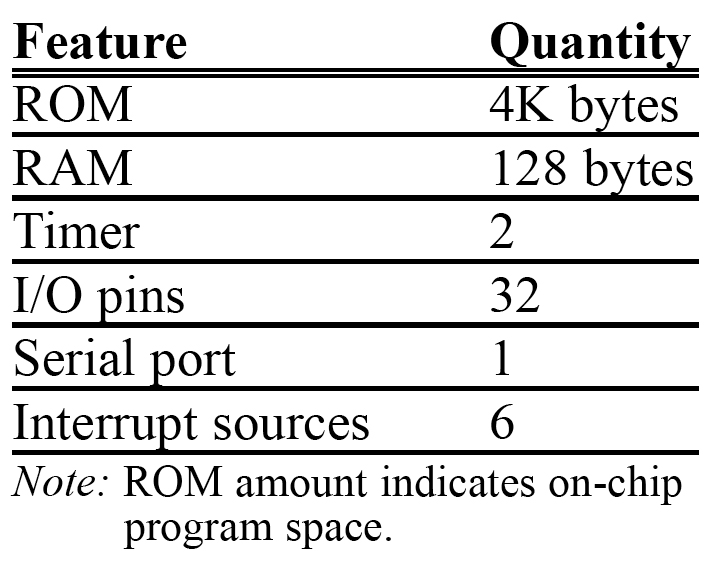 Feature Quantity
ROM 4K bytes
RAM 128 bytes
Timer 2
I/O pins 32
Serial port 1
Interrupt sources 6
Note: ROM amount indicates on-chip
program space.